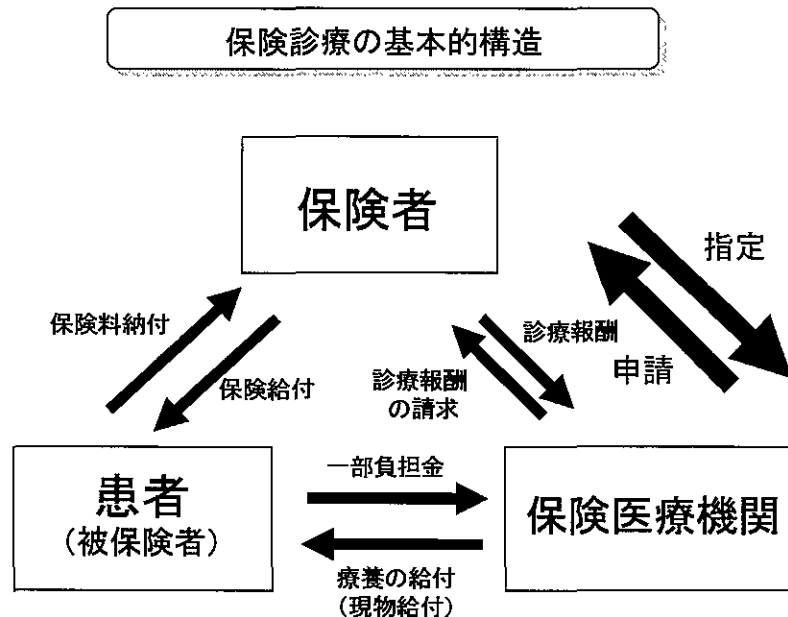 保険診療の基本的構造
保険者
指定
申請
保険料納付
保険給付
診療報酬
診療報酬
の請求
患者
(被保険者)
一部負担金
療養の給付
(現物給付)
保険医療機関